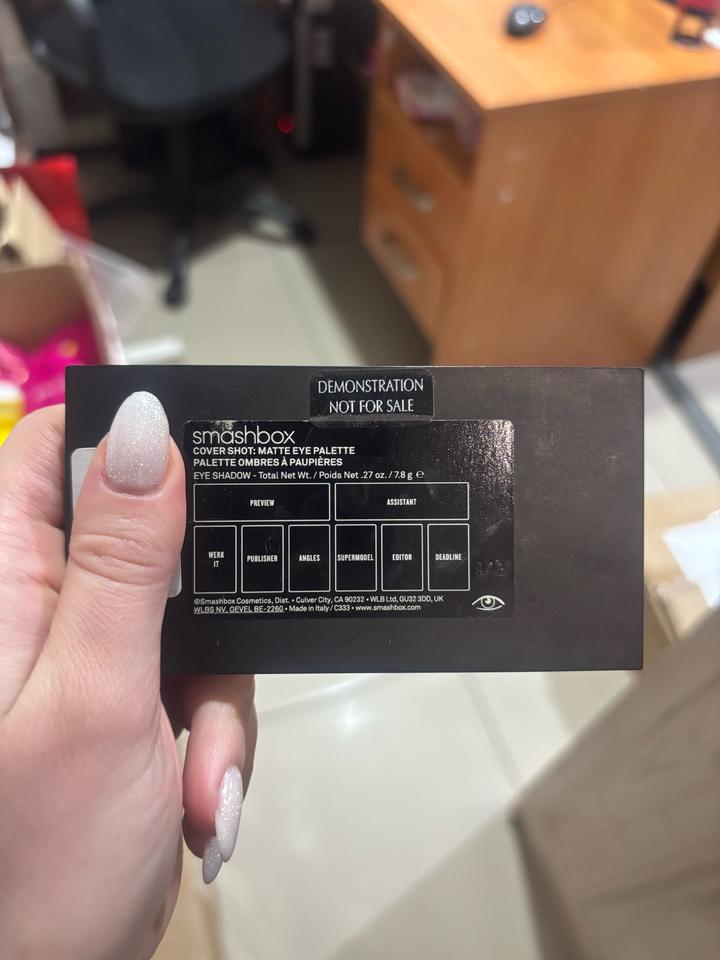 DEMONSTRATION
NOT FOR SALE
smashbox
COVER SHOT: MATTE EYE PALETTE
PALETTE OMBRES À PAUPIÈRES
EYE SHADOW - Total Net Wt. / Poids Net .27 oz. / 7.8 g ℮
PREVIEW ASSISTANT
WERK IT PUBLISHER ANGLES SUPERMODEL EDITOR DEADLINE
©Smashbox Cosmetics, Dist. • Culver City, CA 90232 • WLB Ltd, GU32 3DD, UK
WLBS NV, OEVEL BE-2260 • Made in Italy / C333 • www.smashbox.com